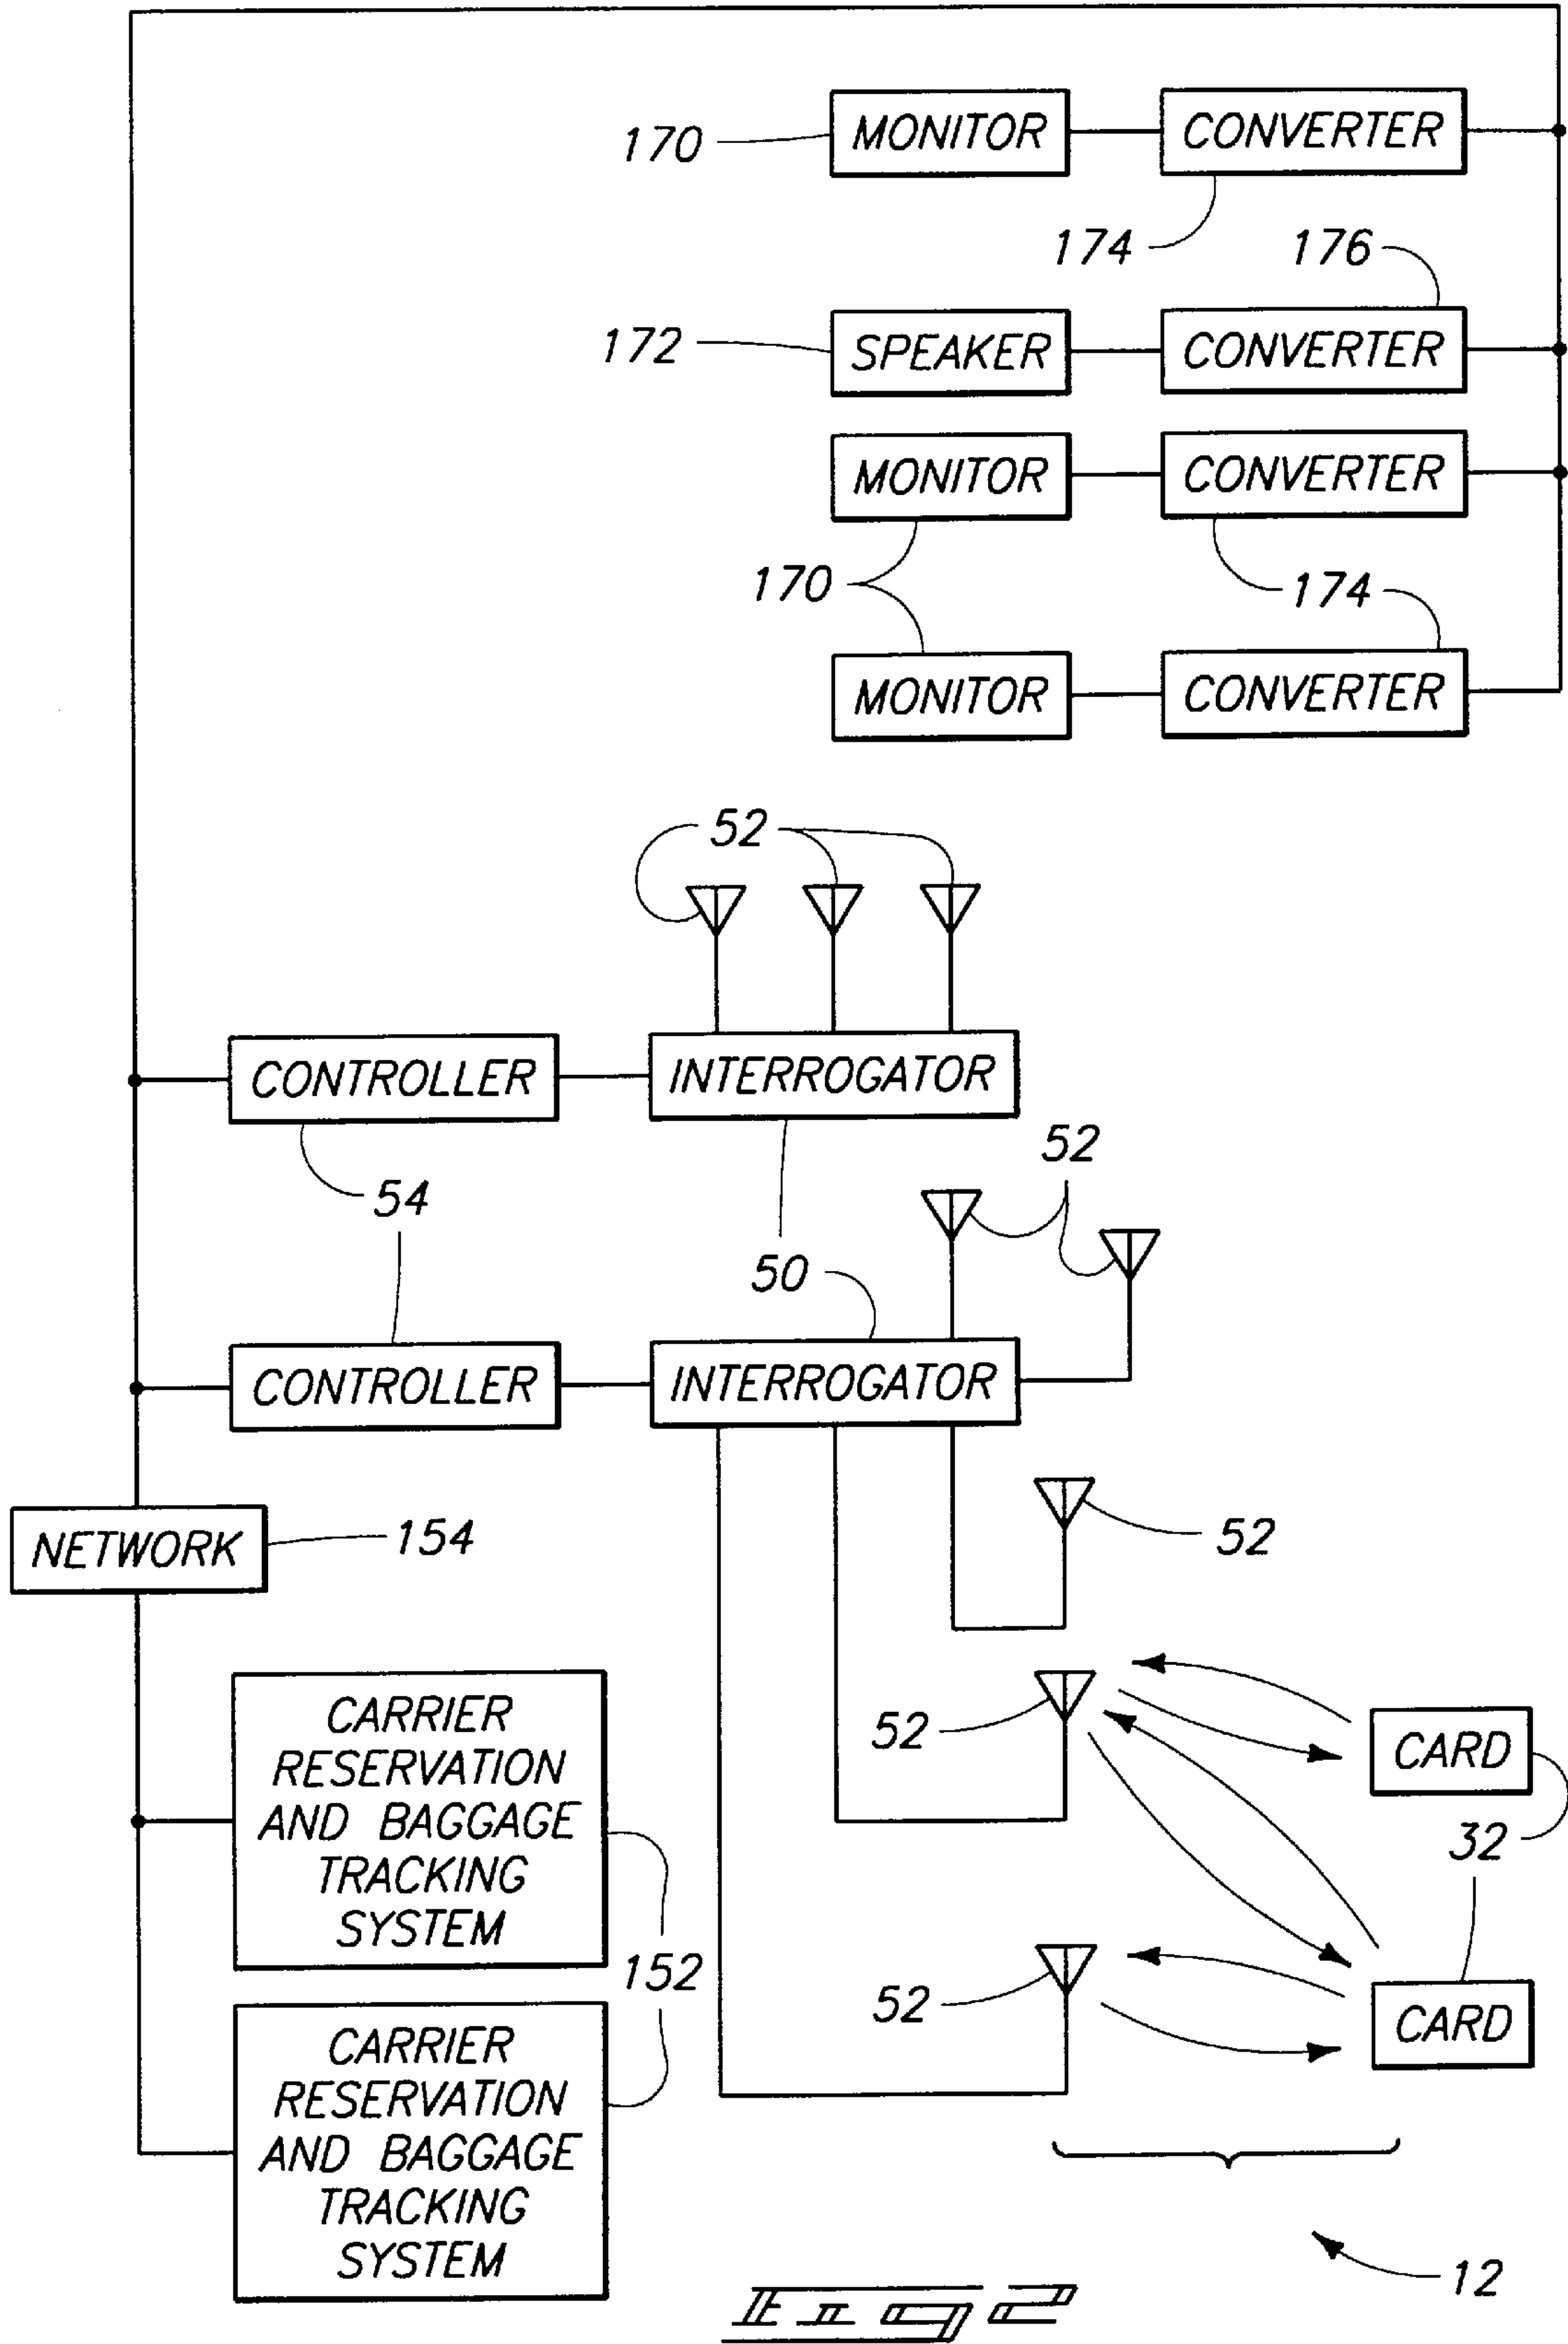 170
MONITOR
CONVERTER
174
176
172
SPEAKER
CONVERTER
MONITOR
CONVERTER
170
174
MONITOR
CONVERTER
52
CONTROLLER
INTERROGATOR
54
52
50
CONTROLLER
INTERROGATOR
NETWORK
154
52
CARRIER
RESERVATION
AND BAGGAGE
TRACKING
SYSTEM
52
CARD
32
152
52
CARD
CARRIER
RESERVATION
AND BAGGAGE
TRACKING
SYSTEM
12
Fig 2